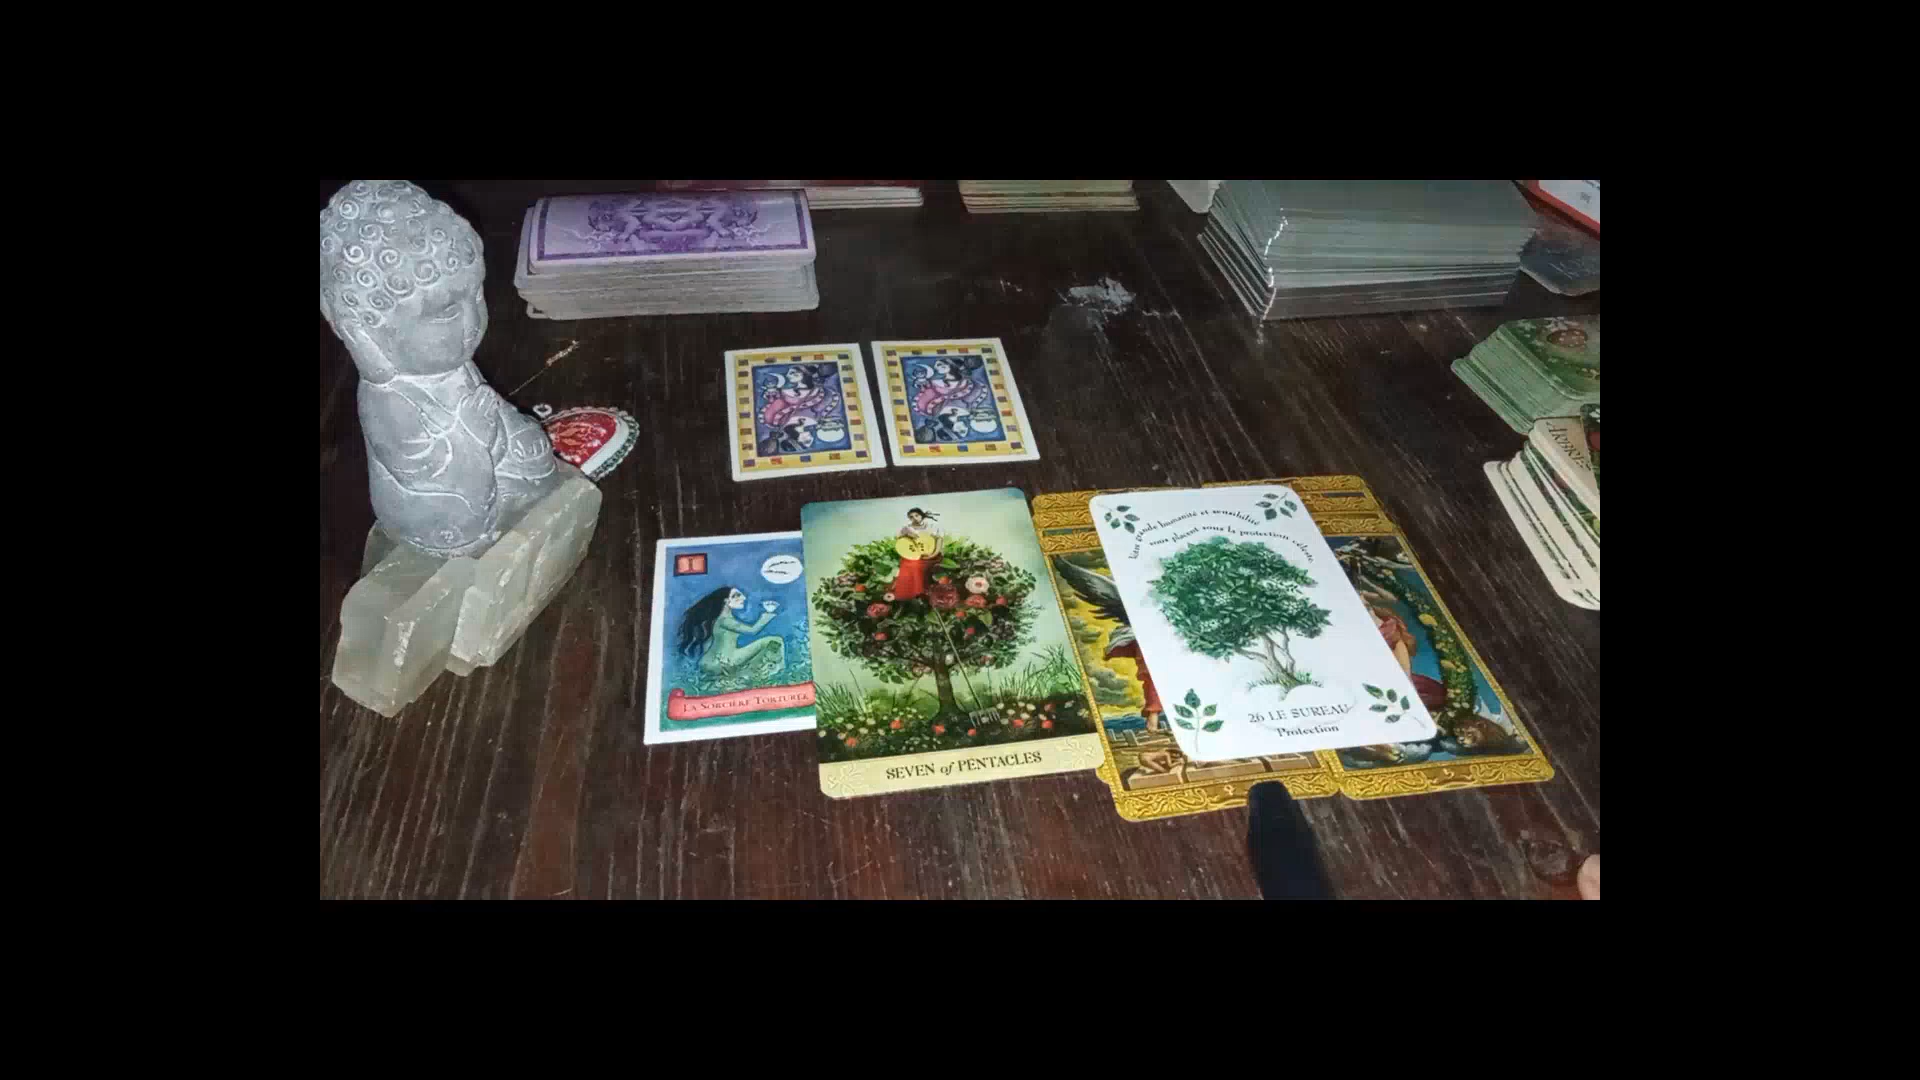 ARBRES
Une grande humanité et sensibilité
vous placent sous la protection céleste.
I
LA SORCIÈRE TORTURÉE
26 LE SUREAU
Protection
SEVEN of PENTACLES